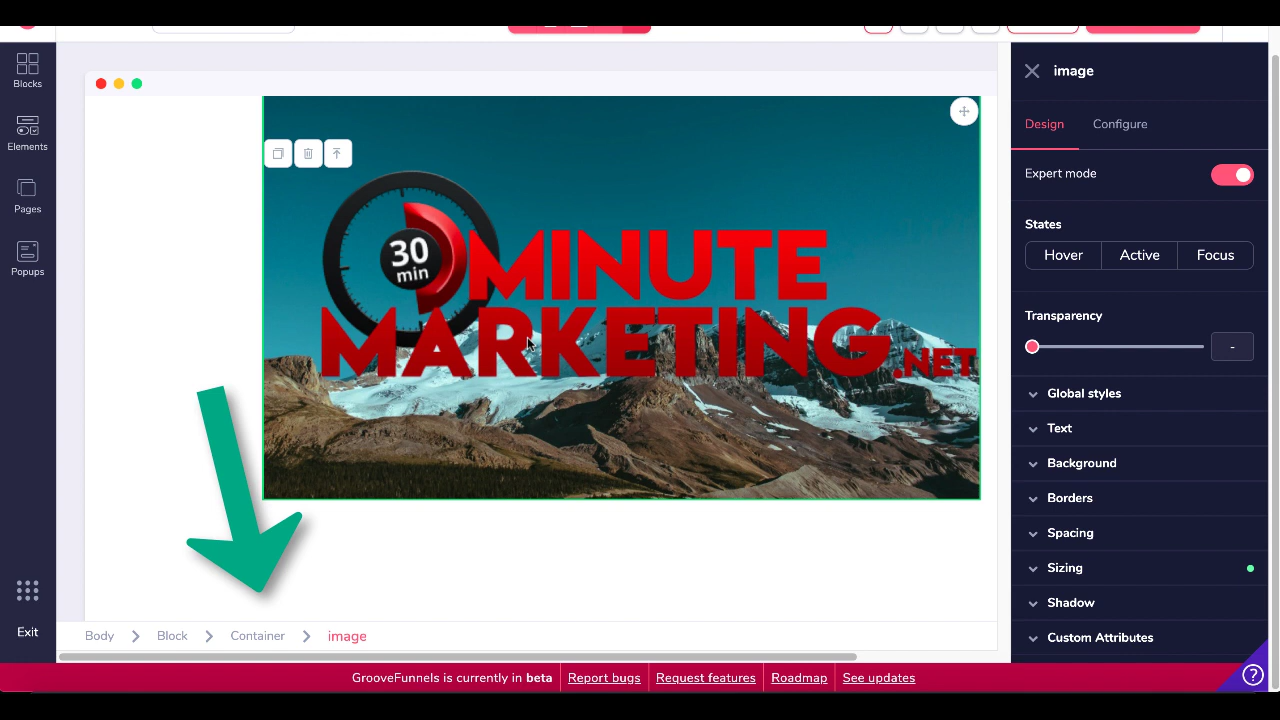 Blocks
Elements
Pages
Popups
Exit
30
min
MINUTE
MARKETING.NET
Body Block Container image
image
Design Configure
Expert mode
States
Hover Active Focus
Transparency
-
Global styles
Text
Background
Borders
Spacing
Sizing
Shadow
Custom Attributes
GrooveFunnels is currently in beta Report bugs Request features Roadmap See updates
?